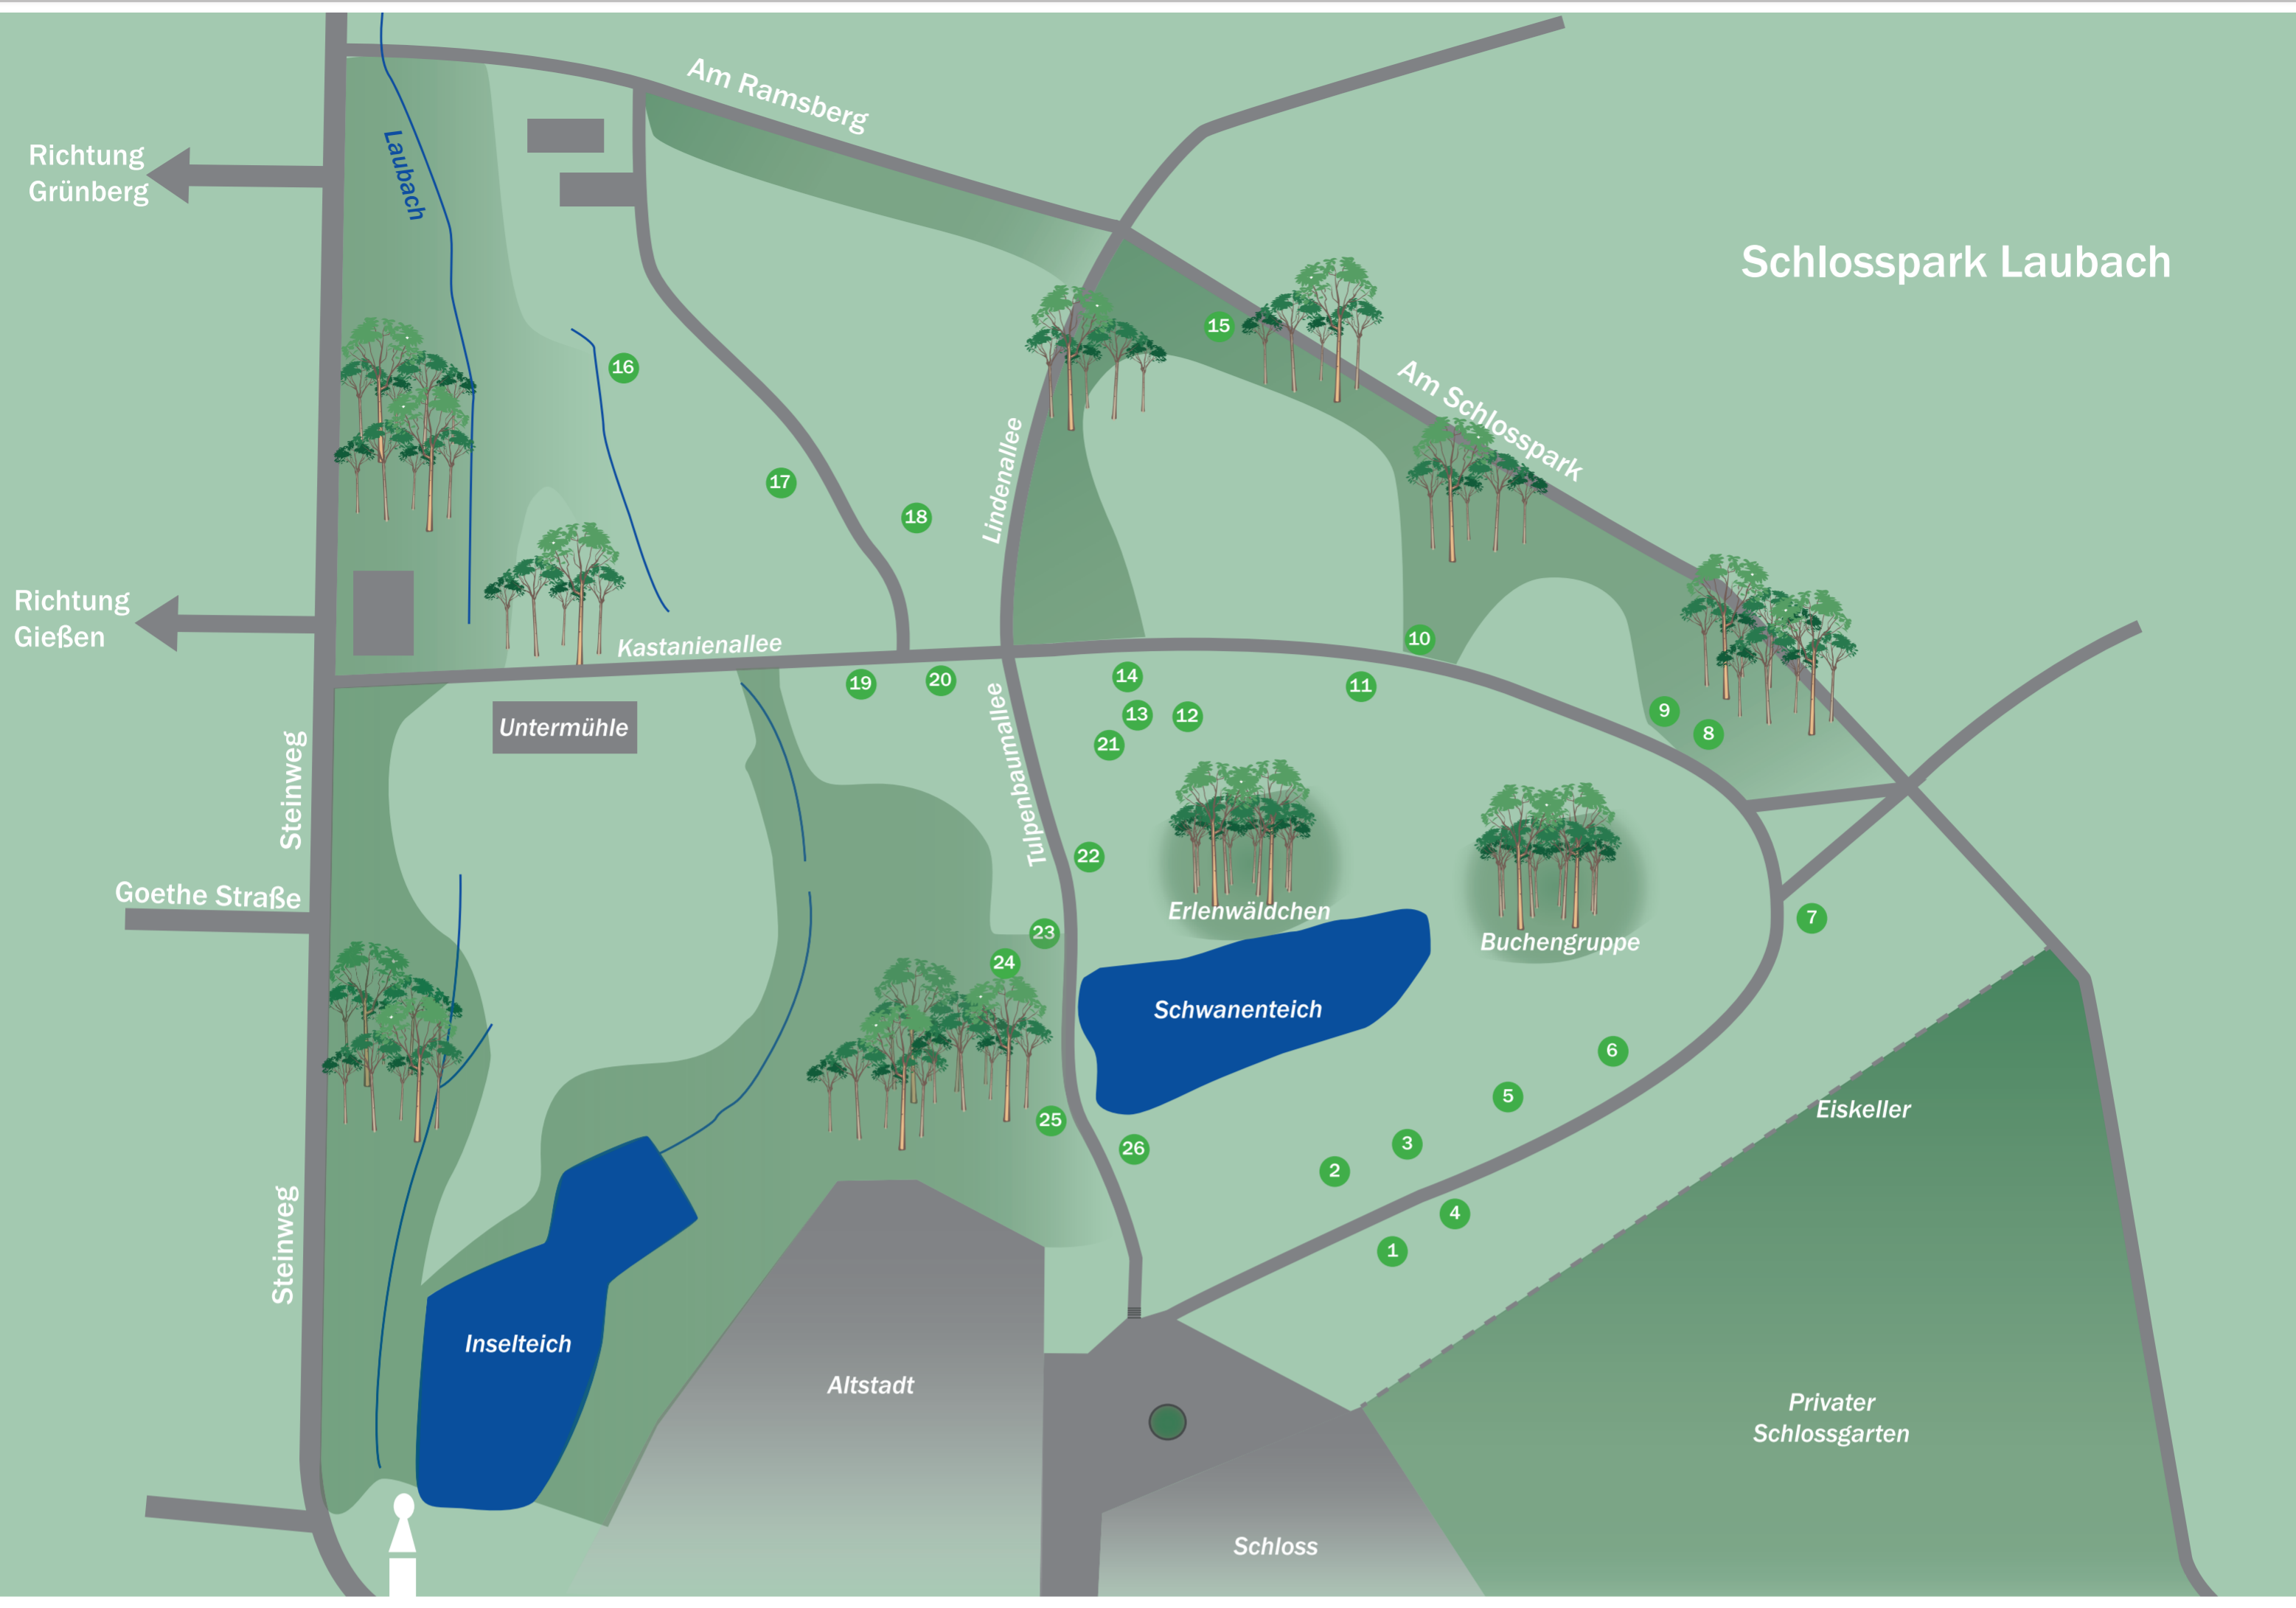 Am Ramsberg
Richtung
Grünberg
Laubach
Schlosspark Laubach
15
16
Am Schlosspark
Lindenallee
17
18
Richtung
Gießen
Kastanienallee
10
14
19
20
11
13
12
9
8
21
Untermühle
Steinweg
Tulpenbaumallee
22
Goethe Straße
Erlenwäldchen
7
23
Buchengruppe
24
Schwanenteich
6
5
Eiskeller
25
3
26
2
4
Steinweg
1
Inselteich
Altstadt
Privater
Schlossgarten
Schloss